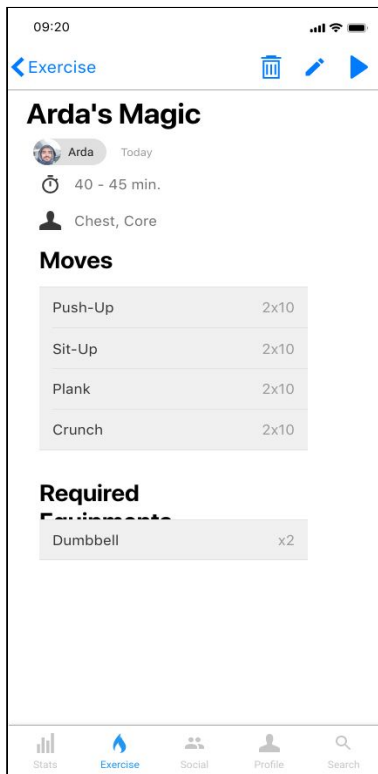 09:20
Exercise
Arda's Magic
Arda Today
40 - 45 min.
Chest, Core
Moves
Push-Up 2x10
Sit-Up 2x10
Plank 2x10
Crunch 2x10
Required
Equipments
Dumbbell x2
Stats Exercise Social Profile Search